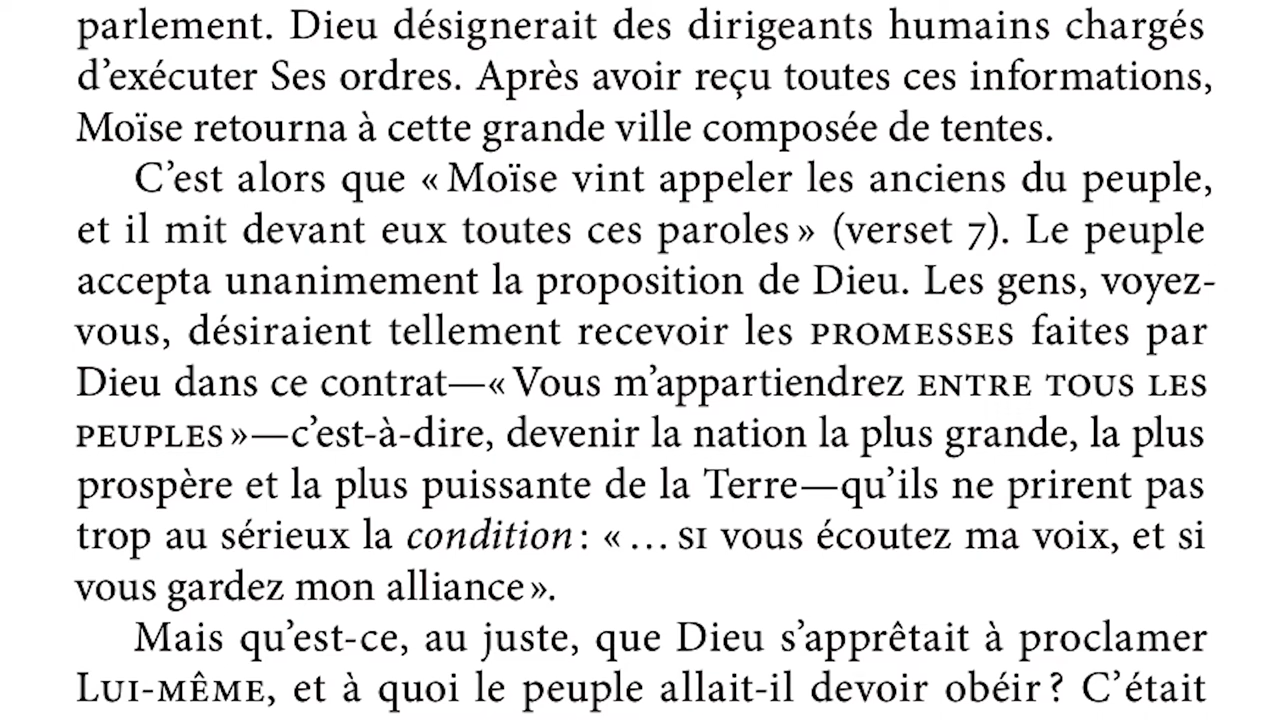 parlement. Dieu désignerait des dirigeants humains chargés
d’exécuter Ses ordres. Après avoir reçu toutes ces informations,
Moïse retourna à cette grande ville composée de tentes.
C’est alors que « Moïse vint appeler les anciens du peuple,
et il mit devant eux toutes ces paroles » (verset 7). Le peuple
accepta unanimement la proposition de Dieu. Les gens, voyez-
vous, désiraient tellement recevoir les PROMESSES faites par
Dieu dans ce contrat—« Vous m’appartiendrez ENTRE TOUS LES
PEUPLES »—c’est-à-dire, devenir la nation la plus grande, la plus
prospère et la plus puissante de la Terre—qu’ils ne prirent pas
trop au sérieux la condition : « … SI vous écoutez ma voix, et si
vous gardez mon alliance ».
Mais qu’est-ce, au juste, que Dieu s’apprêtait à proclamer
LUI-MÊME, et à quoi le peuple allait-il devoir obéir ? C’était